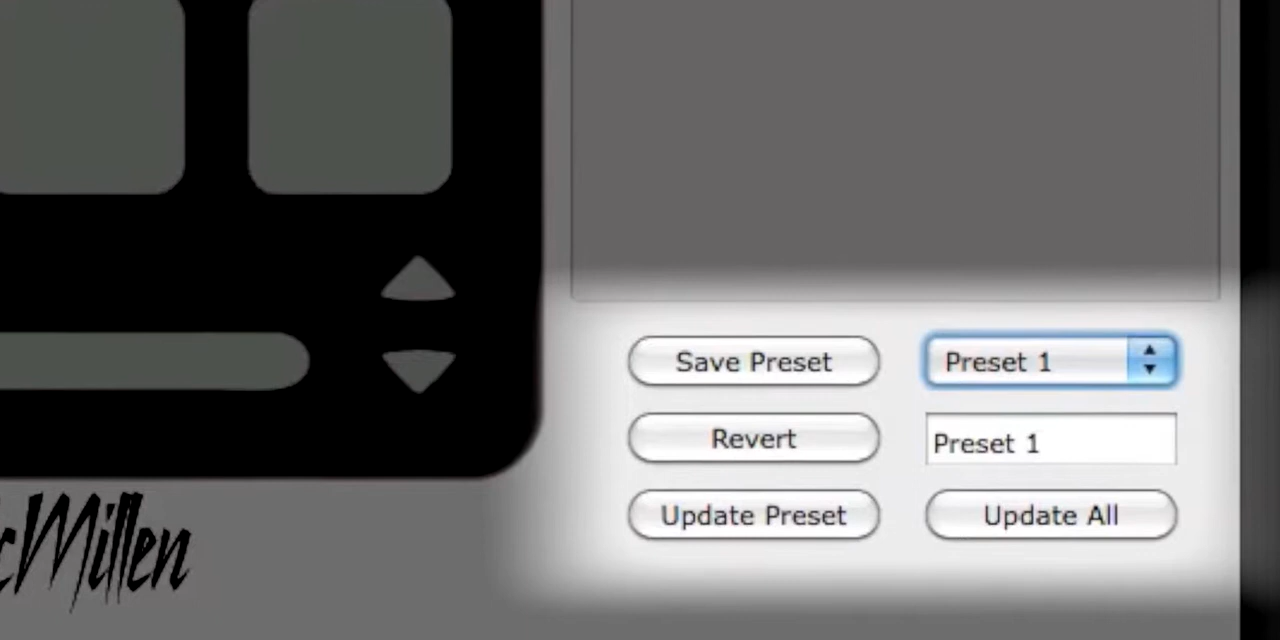 Save Preset
Preset 1
Revert
Preset 1
Update Preset
Update All
cMillen